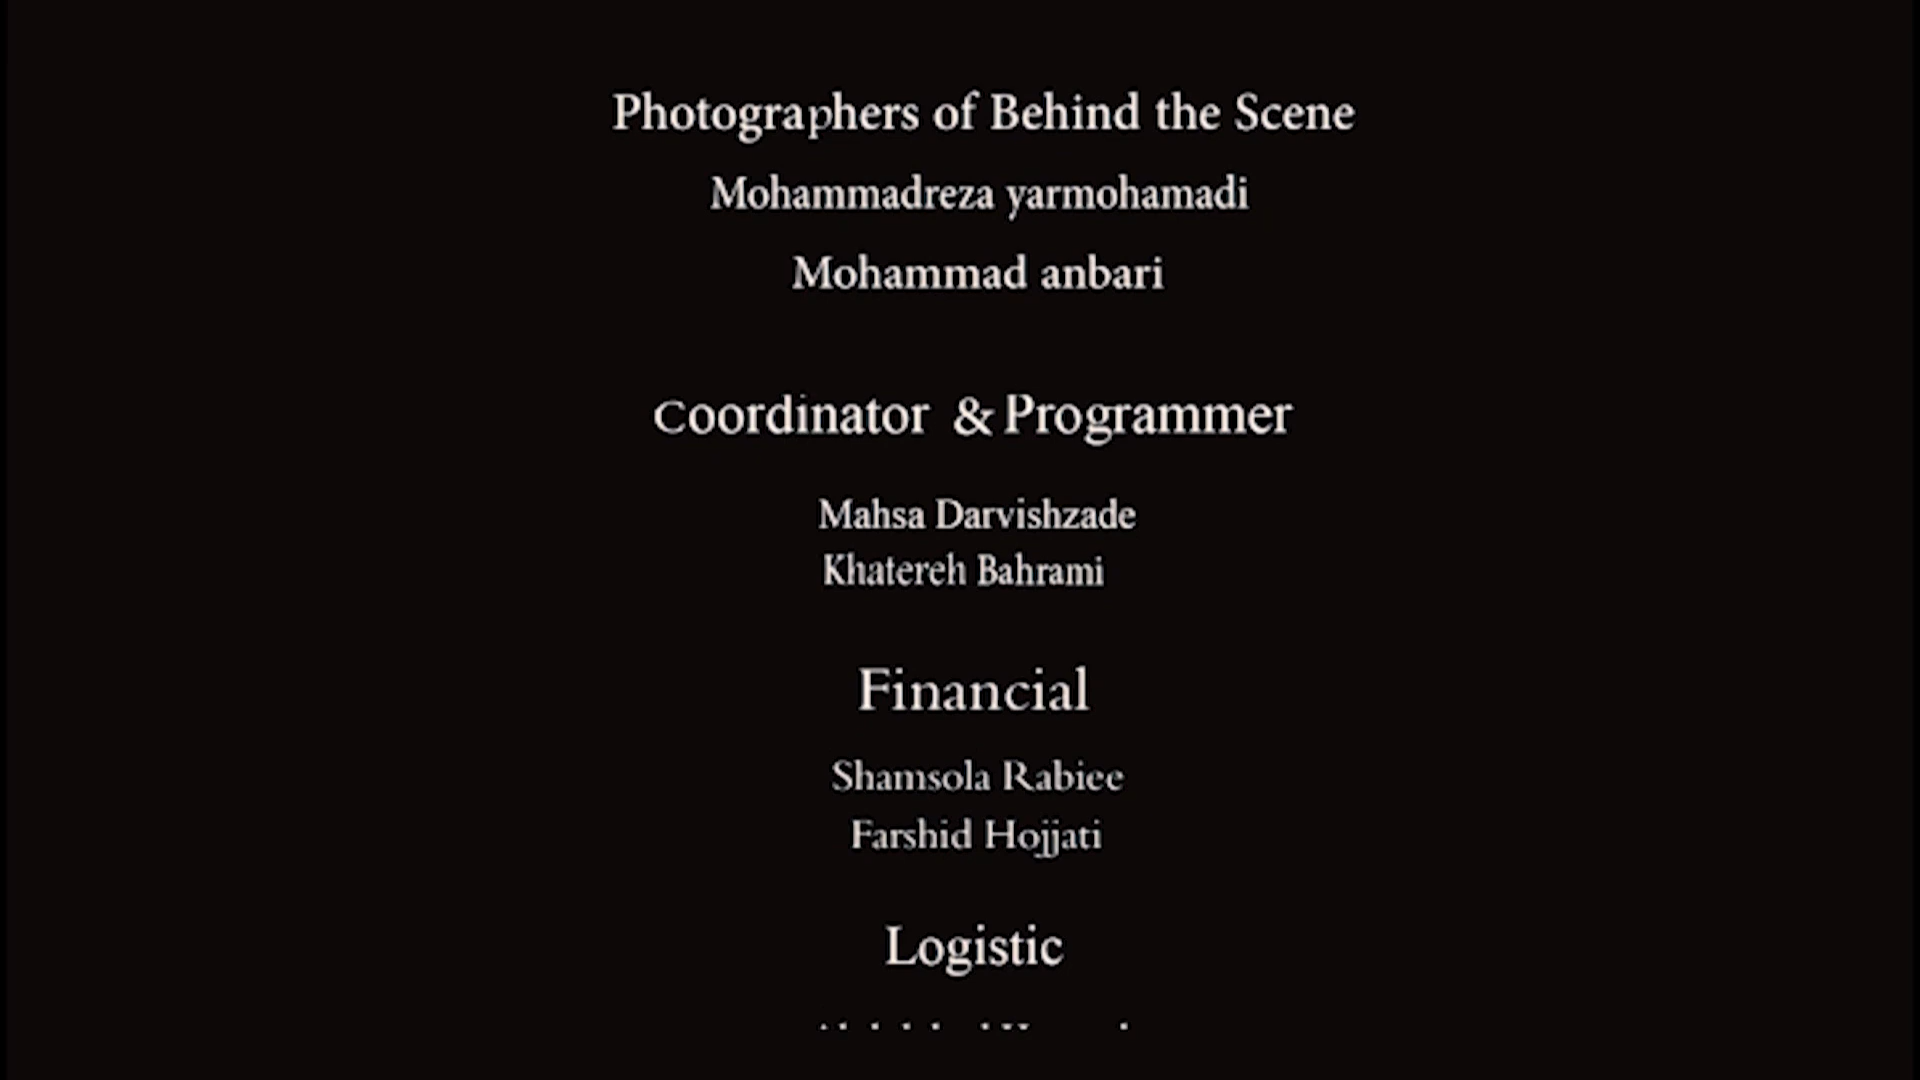 Photographers of Behind the Scene
Mohammadreza yarmohamadi
Mohammad anbari
Coordinator & Programmer
Mahsa Darvishzade
Khatereh Bahrami
Financial
Shamsola Rabiee
Farshid Hojjati
Logistic